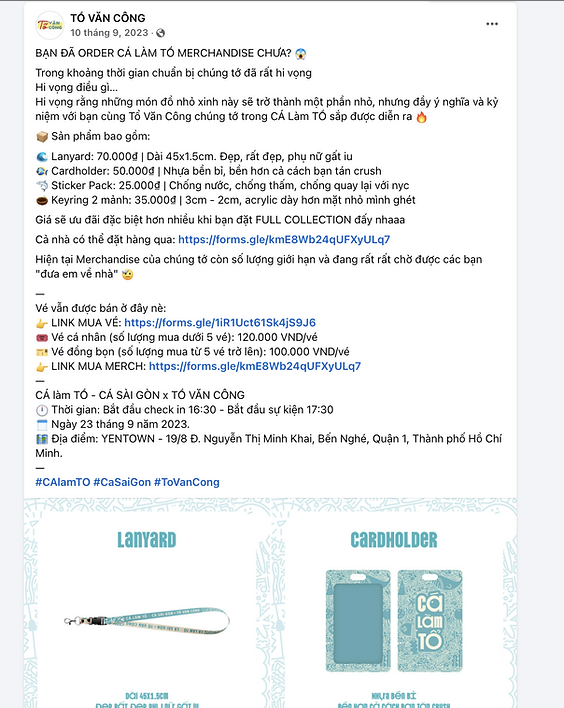 TỔ VĂN CÔNG
10 tháng 9, 2023
BẠN ĐÃ ORDER CÁ LÀM TỔ MERCHANDISE CHƯA? 😱
Trong khoảng thời gian chuẩn bị chúng tớ đã rất hi vọng
Hi vọng điều gì...
Hi vọng rằng những món đồ nhỏ xinh này sẽ trở thành một phần nhỏ, nhưng đầy ý nghĩa và kỷ
niệm với bạn cùng Tổ Văn Công chúng tớ trong CÁ Làm TỔ sắp được diễn ra 🔥
📦 Sản phẩm bao gồm:
🌊 Lanyard: 70.000₫ | Dài 45x1.5cm. Đẹp, rất đẹp, phụ nữ gất iu
🐠 Cardholder: 50.000₫ | Nhựa bền bỉ, bền hơn cả cách bạn tán crush
🦈 Sticker Pack: 25.000₫ | Chống nước, chống thấm, chống quay lại với nyc
Keyring 2 mảnh: 35.000₫ | 3cm - 2cm, acrylic dày hơn mặt nhỏ mình ghét
Giá sẽ ưu đãi đặc biệt hơn nhiều khi bạn đặt FULL COLLECTION đấy nhaaa
Cả nhà có thể đặt hàng qua: https://forms.gle/kmE8Wb24qUFXyULq7
Hiện tại Merchandise của chúng tớ còn số lượng giới hạn và đang rất rất chờ được các bạn
"đưa em về nhà" 🥹
—
Vé vẫn được bán ở đây nè:
👉 LINK MUA VÉ: https://forms.gle/1iR1Uct61Sk4jS9J6
🎟 Vé cá nhân (số lượng mua dưới 5 vé): 120.000 VND/vé
🎫 Vé đồng bọn (số lượng mua từ 5 vé trở lên): 100.000 VND/vé
👉 LINK MUA MERCH: https://forms.gle/kmE8Wb24qUFXyULq7
—
CÁ làm TỔ - CÁ SÀI GÒN x TỔ VĂN CÔNG
🕛 Thời gian: Bắt đầu check in 16:30 - Bắt đầu sự kiện 17:30
🗓 Ngày 23 tháng 9 năm 2023.
🗺 Địa điểm: YENTOWN - 19/8 Đ. Nguyễn Thị Minh Khai, Bến Nghé, Quận 1, Thành phố Hồ Chí
Minh.
—
#CAlamTO #CaSaiGon #ToVanCong
LANYARD
CARDHOLDER
CÁ
LÀM
TỔ
DÀI 45X1.5CM
NHỰA BỀN BỈ